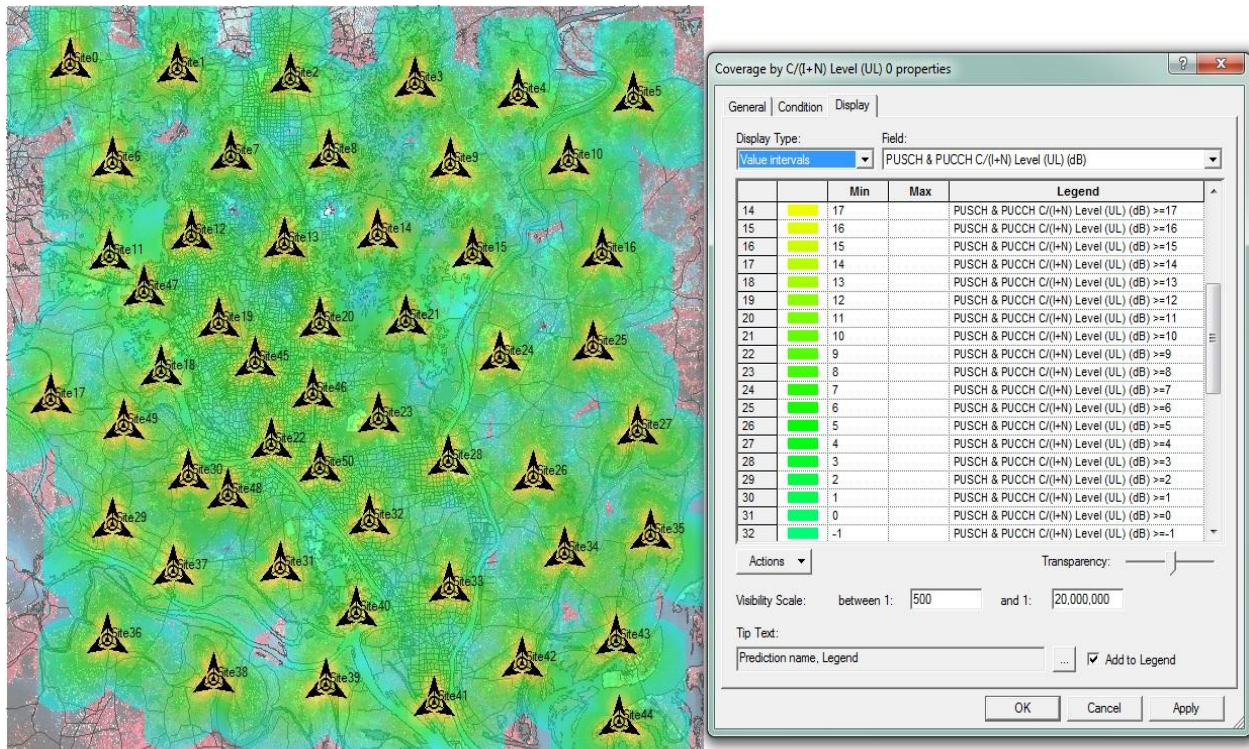 Site0
Site1
Site2
Site3
Site4
Site5
Site6
Site7
Site8
Site9
Site10
Site11
Site12
Site13
Site14
Site15
Site16
Site47
Site19
Site20
Site21
Site24
Site25
Site18
Site45
Site17
Site46
Site49
Site23
Site27
Site22
Site28
Site30
Site50
Site26
Site48
Site29
Site32
Site35
Site34
Site37
Site31
Site33
Site40
Site36
Site43
Site38
Site39
Site42
Site41
Site44
Coverage by C/(I+N) Level (UL) 0 properties
General Condition Display
Display Type: Field:
Value intervals PUSCH & PUCCH C/(I+N) Level (UL) (dB)
Min Max Legend
14 17 PUSCH & PUCCH C/(I+N) Level (UL) (dB) >=17
15 16 PUSCH & PUCCH C/(I+N) Level (UL) (dB) >=16
16 15 PUSCH & PUCCH C/(I+N) Level (UL) (dB) >=15
17 14 PUSCH & PUCCH C/(I+N) Level (UL) (dB) >=14
18 13 PUSCH & PUCCH C/(I+N) Level (UL) (dB) >=13
19 12 PUSCH & PUCCH C/(I+N) Level (UL) (dB) >=12
20 11 PUSCH & PUCCH C/(I+N) Level (UL) (dB) >=11
21 10 PUSCH & PUCCH C/(I+N) Level (UL) (dB) >=10
22 9 PUSCH & PUCCH C/(I+N) Level (UL) (dB) >=9
23 8 PUSCH & PUCCH C/(I+N) Level (UL) (dB) >=8
24 7 PUSCH & PUCCH C/(I+N) Level (UL) (dB) >=7
25 6 PUSCH & PUCCH C/(I+N) Level (UL) (dB) >=6
26 5 PUSCH & PUCCH C/(I+N) Level (UL) (dB) >=5
27 4 PUSCH & PUCCH C/(I+N) Level (UL) (dB) >=4
28 3 PUSCH & PUCCH C/(I+N) Level (UL) (dB) >=3
29 2 PUSCH & PUCCH C/(I+N) Level (UL) (dB) >=2
30 1 PUSCH & PUCCH C/(I+N) Level (UL) (dB) >=1
31 0 PUSCH & PUCCH C/(I+N) Level (UL) (dB) >=0
32 -1 PUSCH & PUCCH C/(I+N) Level (UL) (dB) >=-1
Actions Transparency:
Visibility Scale: between 1: 500 and 1: 20,000,000
Tip Text:
Prediction name, Legend ... Add to Legend
OK Cancel Apply